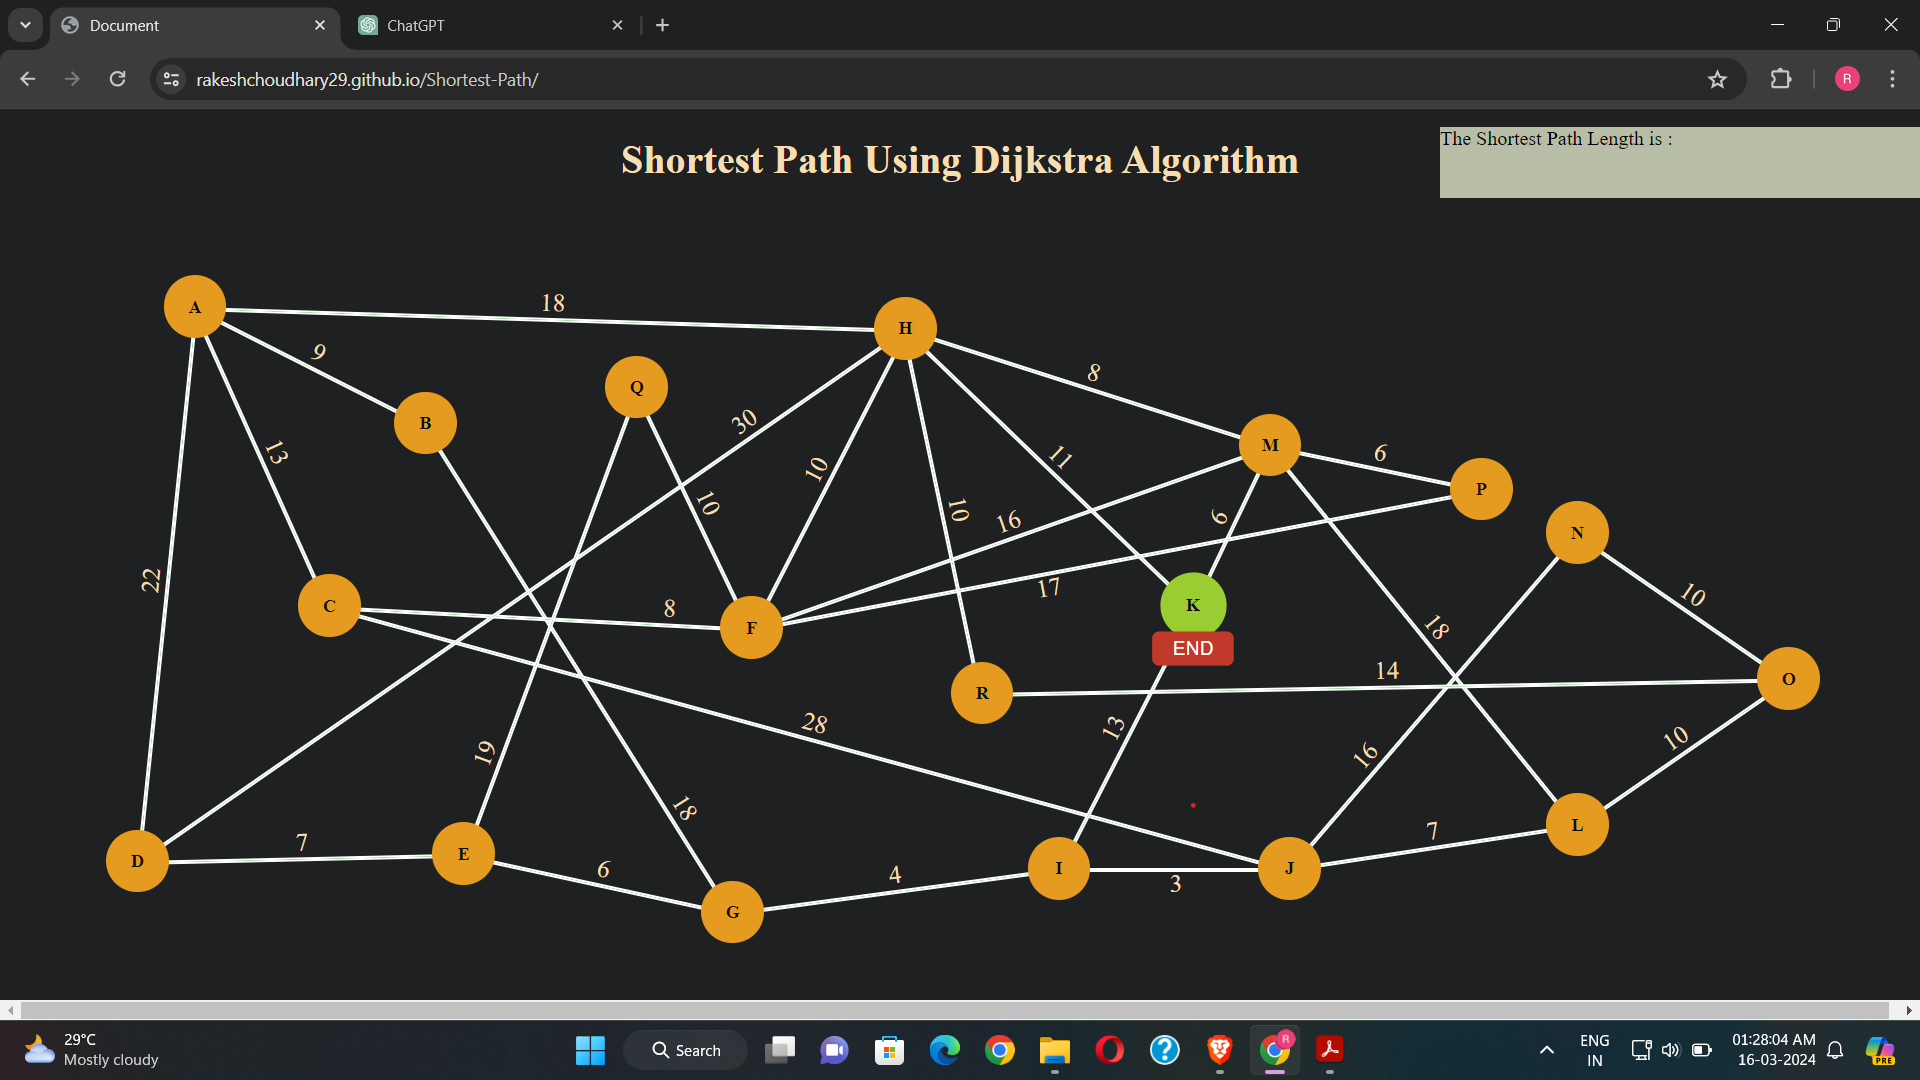 Document
ChatGPT
rakeshchoudhary29.github.io/Shortest-Path/
R
Shortest Path Using Dijkstra Algorithm
The Shortest Path Length is :
18
A
H
9
8
Q
B
30
13
10
11
M
6
P
10
10
16
6
N
22
17
10
C
8
F
K
END
18
14
R
O
28
13
19
16
10
18
7
7
L
D
E
6
4
I
3
J
G
29°C
Mostly cloudy
Search
R
ENG
IN
01:28:04 AM
16-03-2024
PRE